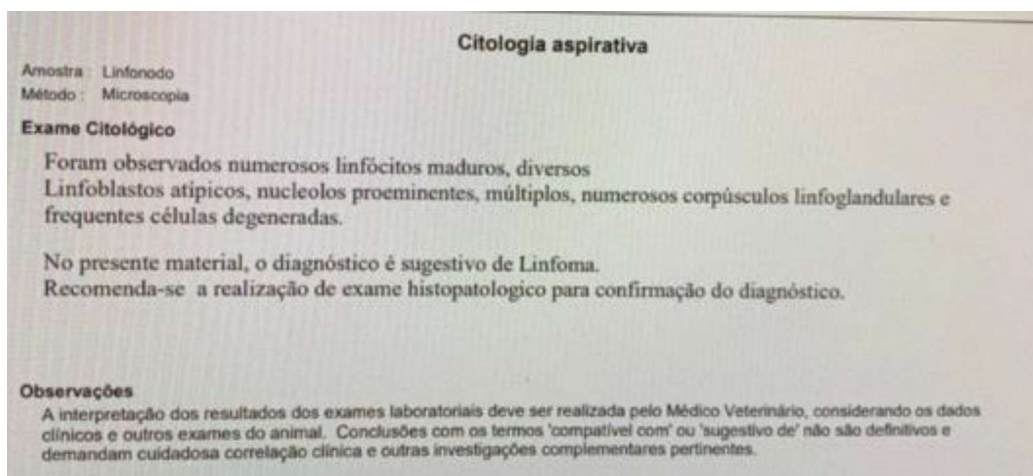 Citologia aspirativa
Amostra : Linfonodo
Método : Microscopia
Exame Citológico
Foram observados numerosos linfócitos maduros, diversos
Linfoblastos atípicos, nucleolos proeminentes, múltiplos, numerosos corpúsculos linfoglandulares e
frequentes células degeneradas.
No presente material, o diagnóstico é sugestivo de Linfoma.
Recomenda-se a realização de exame histopatologico para confirmação do diagnóstico.
Observações
A interpretação dos resultados dos exames laboratoriais deve ser realizada pelo Médico Veterinário, considerando os dados
clínicos e outros exames do animal. Conclusões com os termos 'compatível com' ou 'sugestivo de' não são definitivos e
demandam cuidadosa correlação clínica e outras investigações complementares pertinentes.